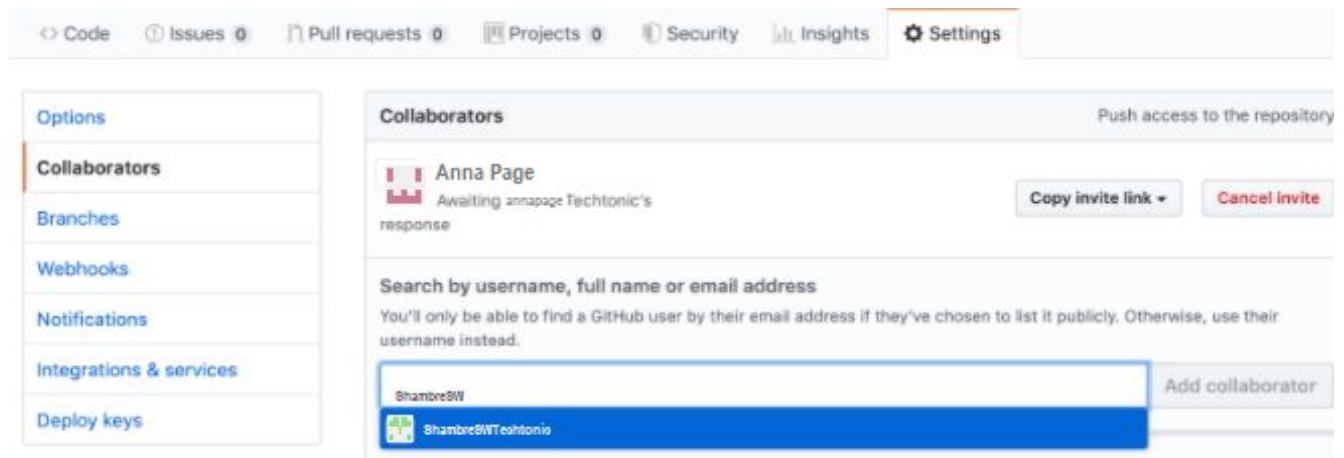 Code Issues 0 Pull requests 0 Projects 0 Security Insights Settings
Options
Collaborators
Branches
Webhooks
Notifications
Integrations & services
Deploy keys
Collaborators Push access to the repository
Anna Page
Awaiting annapage Techtonic's
response
Copy invite link Cancel invite
Search by username, full name or email address
You'll only be able to find a GitHub user by their email address if they've chosen to list it publicly. Otherwise, use their
username instead.
Add collaborator